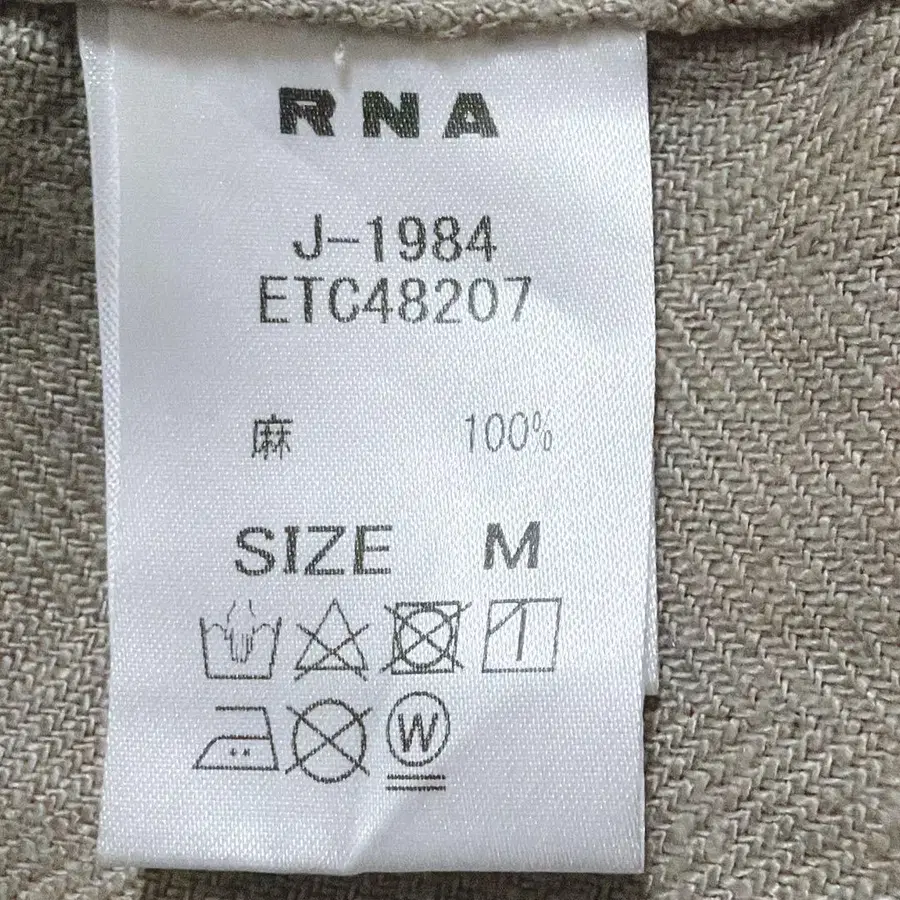 RNA
J-1984
ETC48207
麻 100%
SIZE M
W